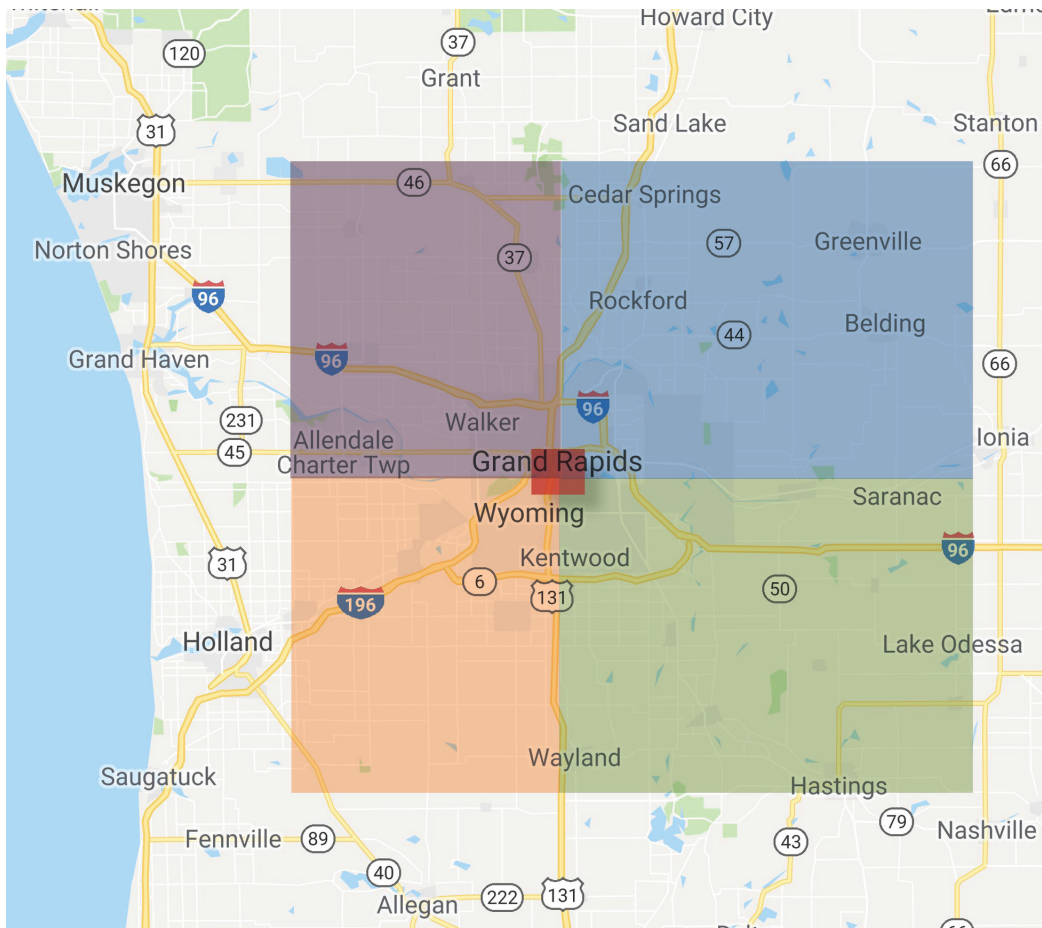 Howard City
120
37
Grant
31
Sand Lake
Stanton
66
Muskegon
46
Cedar Springs
57
Greenville
Norton Shores
37
96
Rockford
Belding
44
Grand Haven
96
66
96
231
Walker
45
Allendale
Charter Twp
Ionia
Grand Rapids
Saranac
Wyoming
96
Kentwood
31
6
50
131
196
Holland
Lake Odessa
Wayland
Saugatuck
Hastings
79
Nashville
Fennville
89
43
40
222
131
Allegan